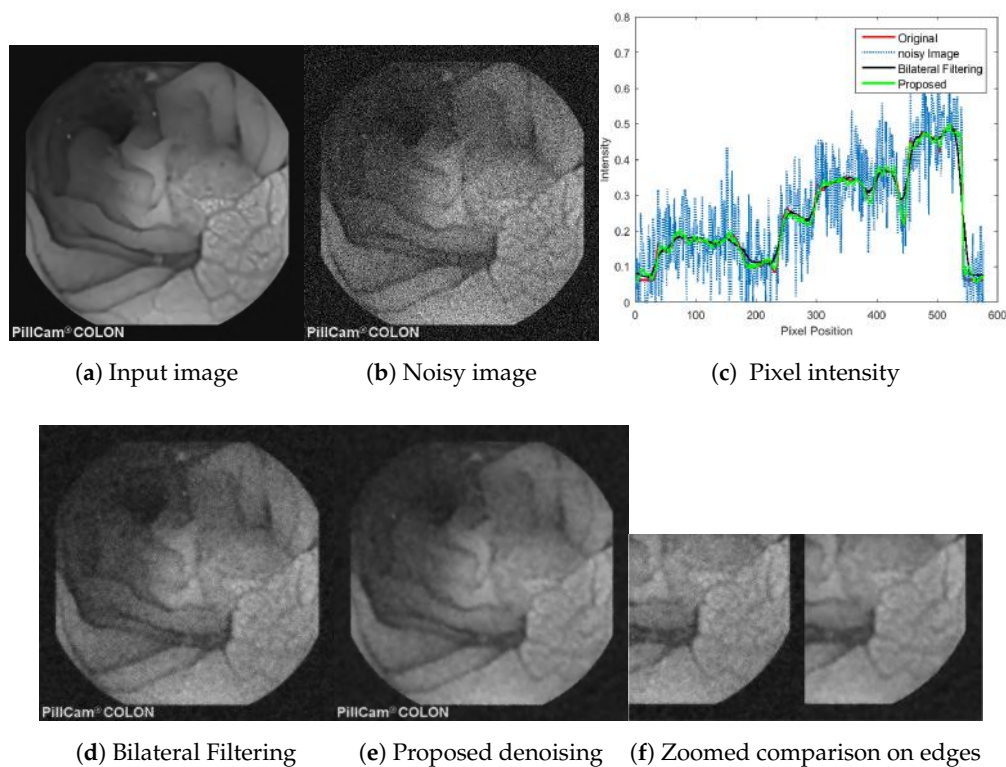 PillCam® COLON
(a) Input image
(b) Noisy image
0.8
0.7
0.6
0.5
0.4
0.3
0.2
0.1
0
Intensity
Original
noisy Image
Bilateral Filtering
Proposed
0 100 200 300 400 500 600
Pixel Position
(c) Pixel intensity
PillCam® COLON
PillCam® COLON
PillCam® COLON
(d) Bilateral Filtering
(e) Proposed denoising
(f) Zoomed comparison on edges